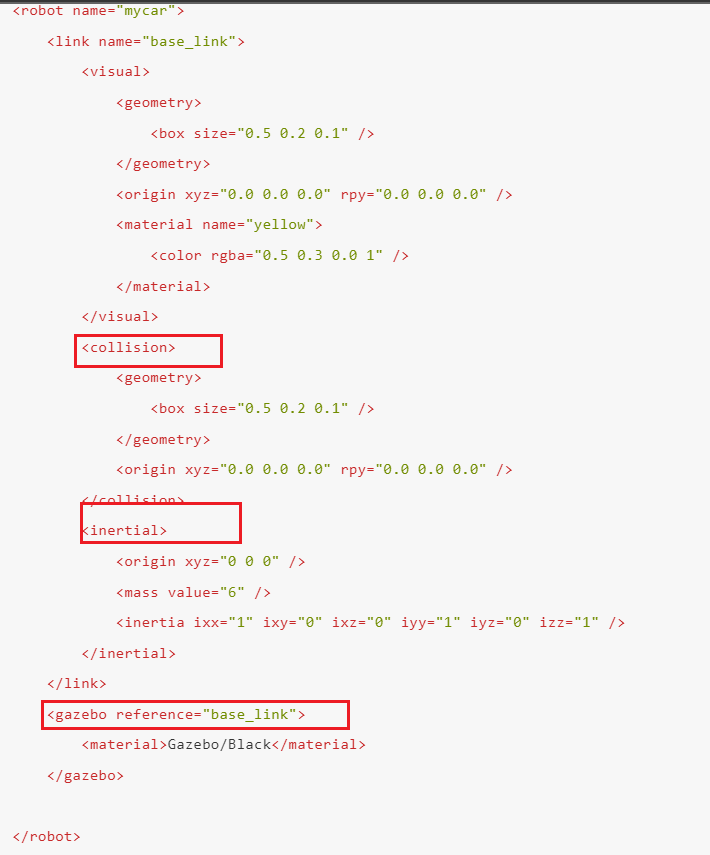 <robot name="mycar">
<link name="base_link">
<visual>
<geometry>
<box size="0.5 0.2 0.1" />
</geometry>
<origin xyz="0.0 0.0 0.0" rpy="0.0 0.0 0.0" />
<material name="yellow">
<color rgba="0.5 0.3 0.0 1" />
</material>
</visual>
<collision>
<geometry>
<box size="0.5 0.2 0.1" />
</geometry>
<origin xyz="0.0 0.0 0.0" rpy="0.0 0.0 0.0" />
</collision>
<inertial>
<origin xyz="0 0 0" />
<mass value="6" />
<inertia ixx="1" ixy="0" ixz="0" iyy="1" iyz="0" izz="1" />
</inertial>
</link>
<gazebo reference="base_link">
<material>Gazebo/Black</material>
</gazebo>
</robot>